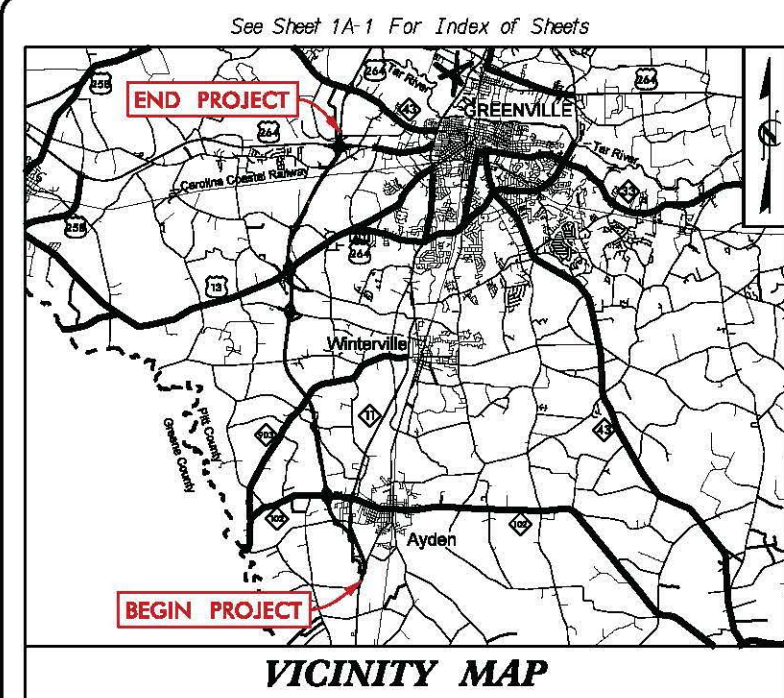 See Sheet 1A-1 For Index of Sheets
258
264
Tar River
264
END PROJECT
43
GREENVILLE
264
Tar River
Carolina Coastal Railway
33
258
264
13
Winterville
11
903
43
Pitt County
Greene County
102
102
Ayden
BEGIN PROJECT
VICINITY MAP